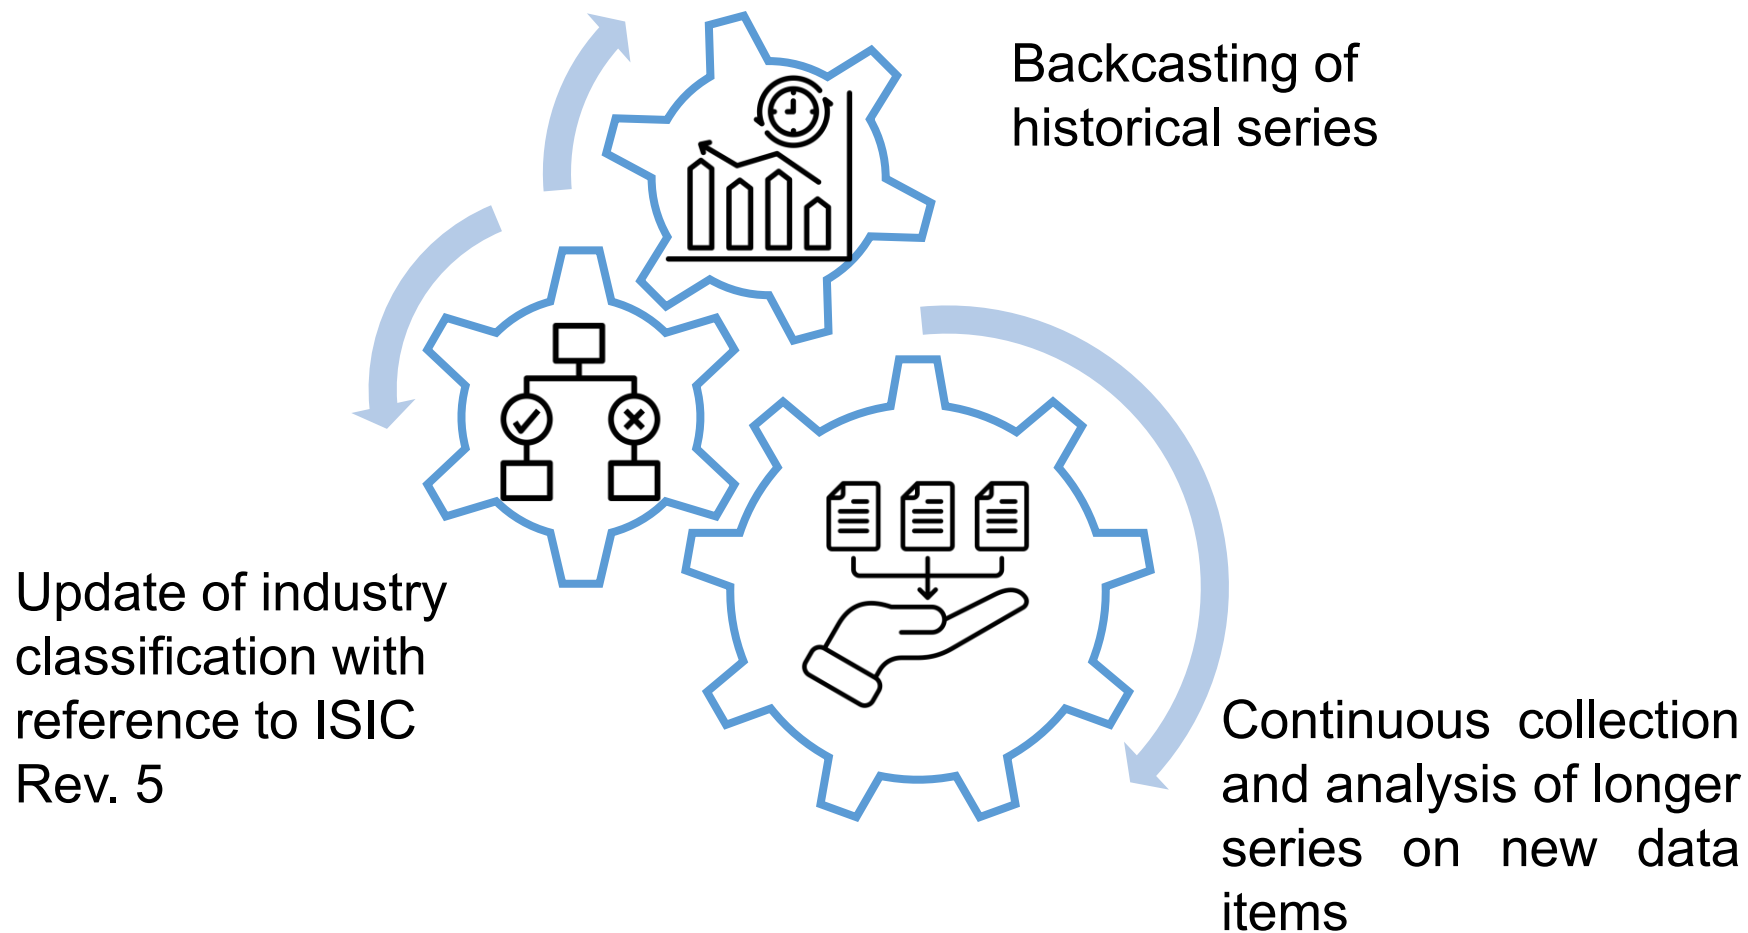 Backcasting of
historical series
Update of industry
classification with
reference to ISIC
Rev. 5
Continuous collection
and analysis of longer
series on new data
items